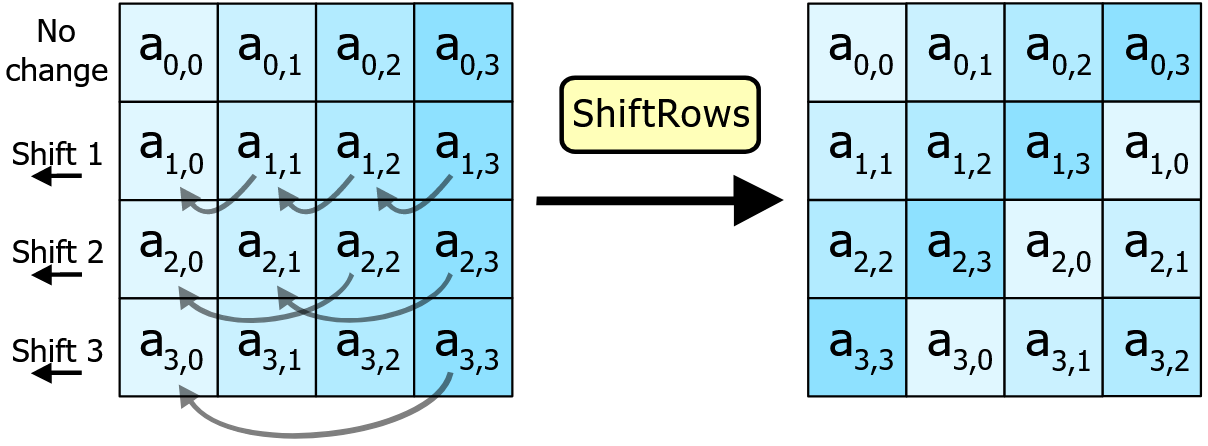 No
change
a0,0 a0,1 a0,2 a0,3
Shift 1
a1,0 a1,1 a1,2 a1,3
Shift 2
a2,0 a2,1 a2,2 a2,3
Shift 3
a3,0 a3,1 a3,2 a3,3
ShiftRows
a0,0 a0,1 a0,2 a0,3
a1,1 a1,2 a1,3 a1,0
a2,2 a2,3 a2,0 a2,1
a3,3 a3,0 a3,1 a3,2